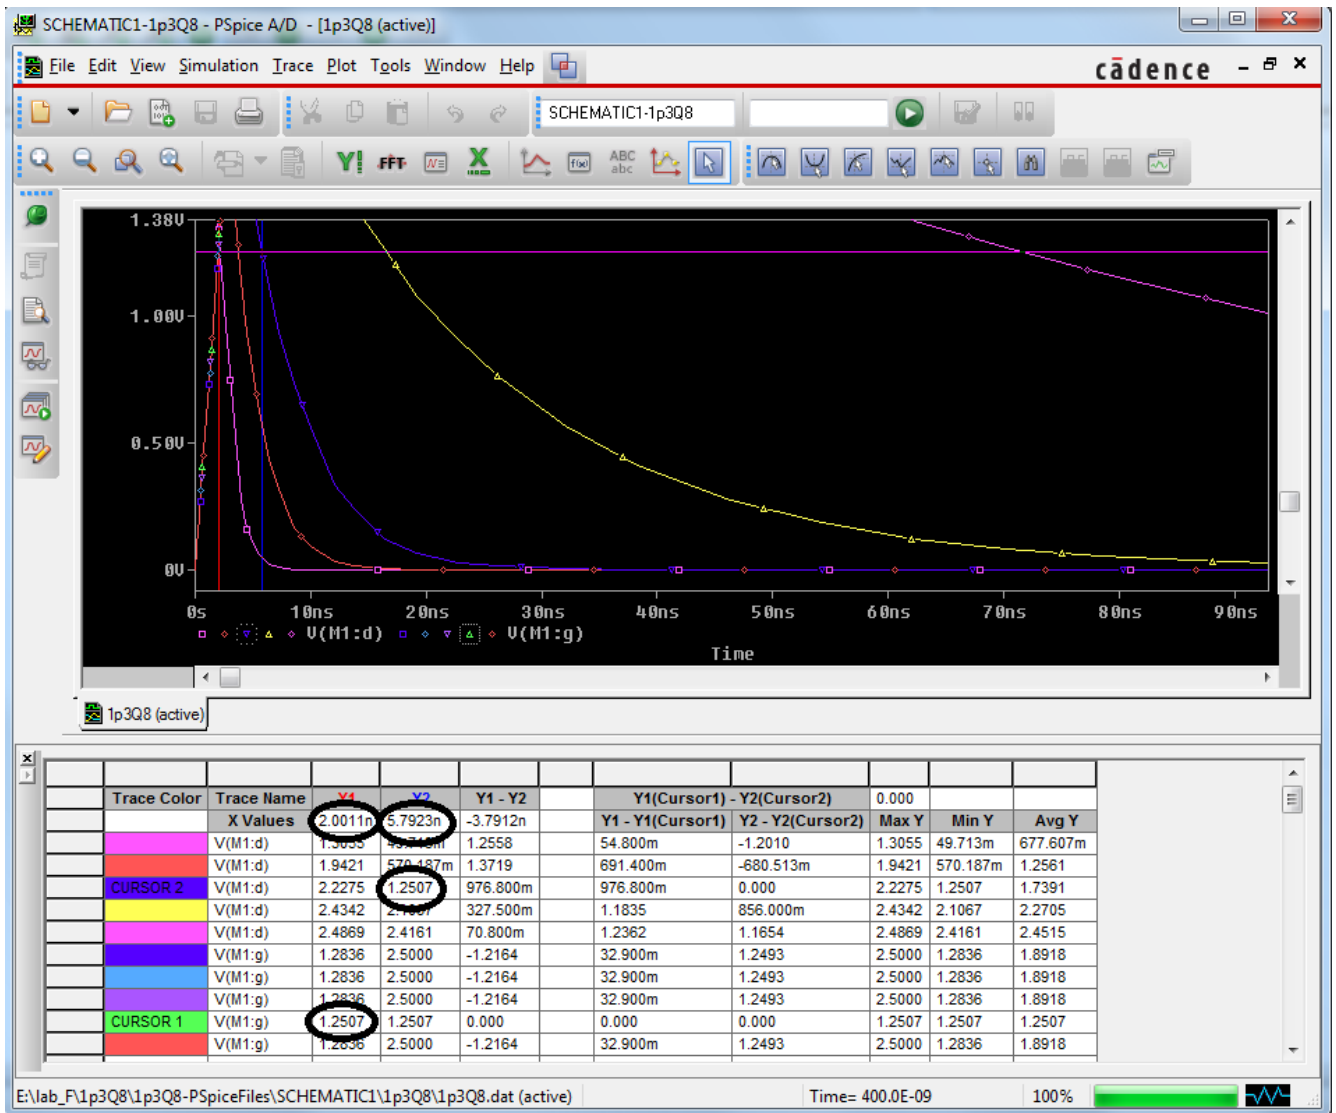 SCHEMATIC1-1p3Q8 - PSpice A/D - [1p3Q8 (active)]
File Edit View Simulation Trace Plot Tools Window Help
cādence
SCHEMATIC1-1p3Q8
Y! FFT
f(x) ABC
abc
1.38V
1.00V
0.50V
0V
0s 10ns 20ns 30ns 40ns 50ns 60ns 70ns 80ns 90ns
V(M1:d) V(M1:g)
Time
1p3Q8 (active)
Trace Color Trace Name Y1 Y2 Y1 - Y2 Y1(Cursor1) - Y2(Cursor2) 0.000
X Values 2.0011n 5.7923n -3.7912n Y1 - Y1(Cursor1) Y2 - Y2(Cursor2) Max Y Min Y Avg Y
V(M1:d) 1.3055 49.713m 1.2558 54.800m -1.2010 1.3055 49.713m 677.607m
V(M1:d) 1.9421 570.187m 1.3719 691.400m -680.513m 1.9421 570.187m 1.2561
CURSOR 2 V(M1:d) 2.2275 1.2507 976.800m 976.800m 0.000 2.2275 1.2507 1.7391
V(M1:d) 2.4342 2.1067 327.500m 1.1835 856.000m 2.4342 2.1067 2.2705
V(M1:d) 2.4869 2.4161 70.800m 1.2362 1.1654 2.4869 2.4161 2.4515
V(M1:g) 1.2836 2.5000 -1.2164 32.900m 1.2493 2.5000 1.2836 1.8918
V(M1:g) 1.2836 2.5000 -1.2164 32.900m 1.2493 2.5000 1.2836 1.8918
V(M1:g) 1.2836 2.5000 -1.2164 32.900m 1.2493 2.5000 1.2836 1.8918
CURSOR 1 V(M1:g) 1.2507 1.2507 0.000 0.000 0.000 1.2507 1.2507 1.2507
V(M1:g) 1.2836 2.5000 -1.2164 32.900m 1.2493 2.5000 1.2836 1.8918
E:\lab_F\1p3Q8\1p3Q8-PSpiceFiles\SCHEMATIC1\1p3Q8\1p3Q8.dat (active) Time= 400.0E-09 100%